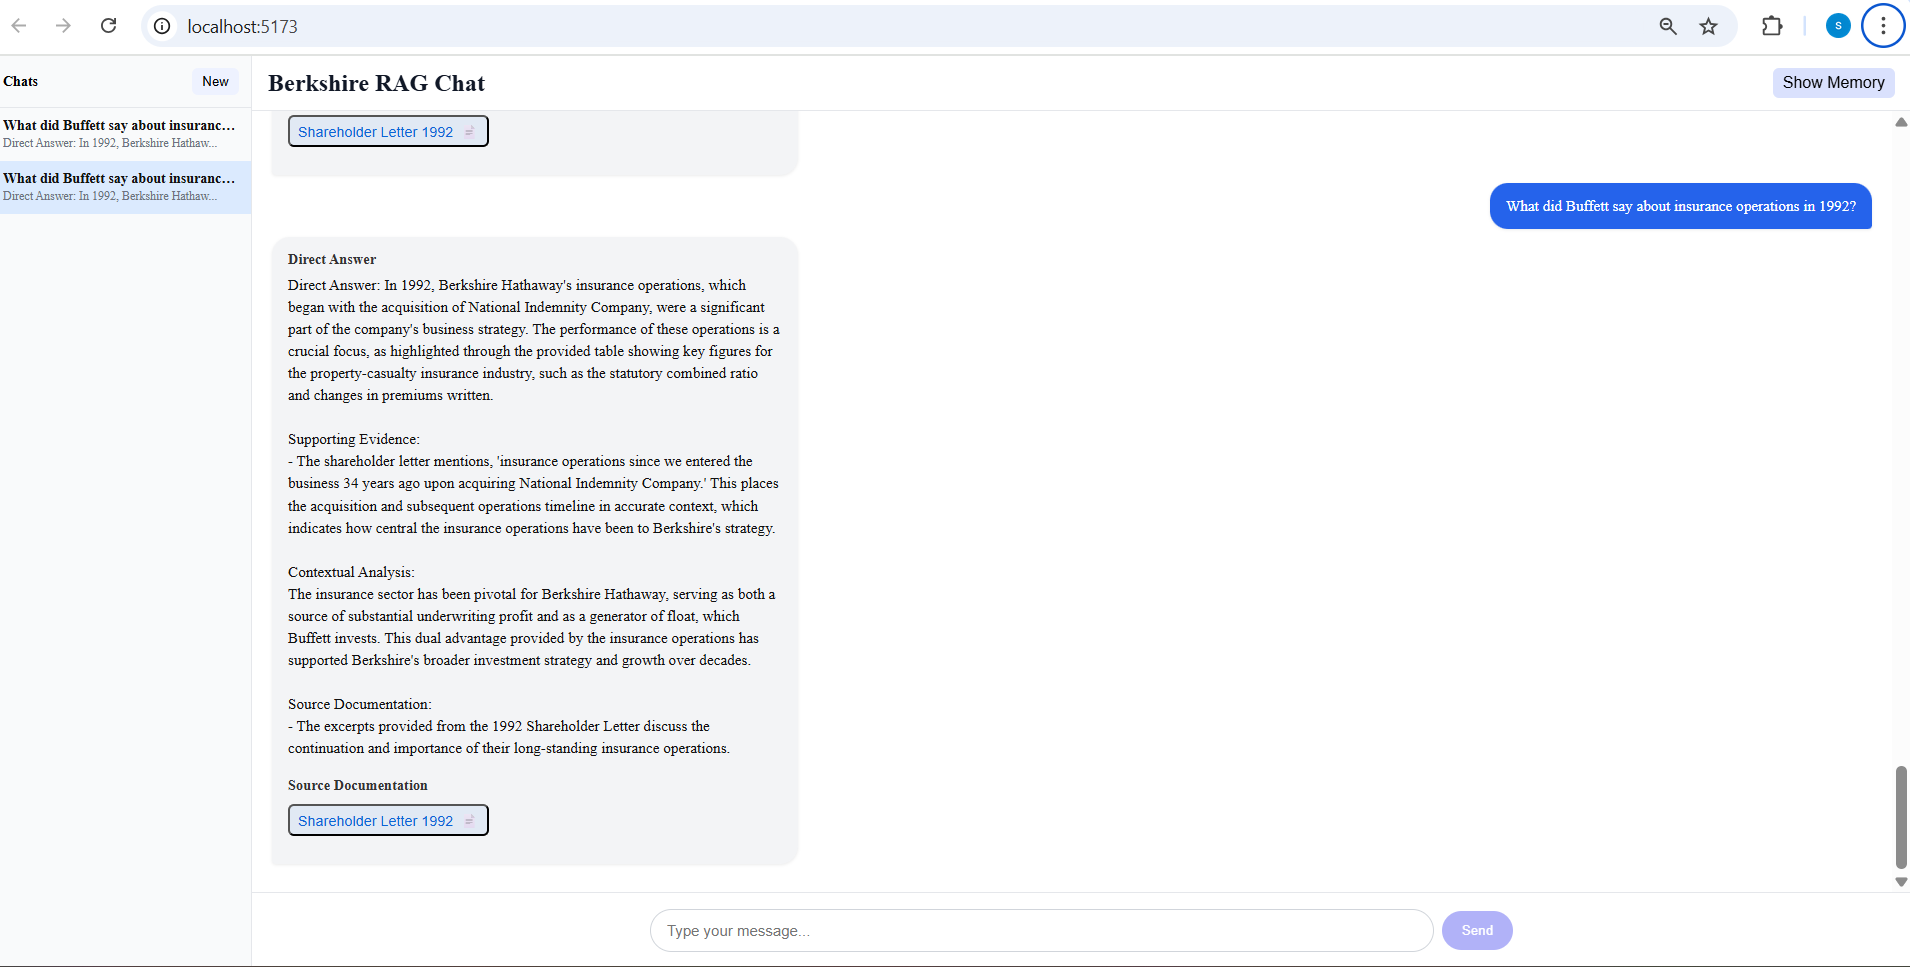 localhost:5173
S
Chats
New
Berkshire RAG Chat
Show Memory
What did Buffett say about insuranc...
Direct Answer: In 1992, Berkshire Hathaw...
What did Buffett say about insuranc...
Direct Answer: In 1992, Berkshire Hathaw...
Shareholder Letter 1992
What did Buffett say about insurance operations in 1992?
Direct Answer
Direct Answer: In 1992, Berkshire Hathaway's insurance operations, which
began with the acquisition of National Indemnity Company, were a significant
part of the company's business strategy. The performance of these operations is a
crucial focus, as highlighted through the provided table showing key figures for
the property-casualty insurance industry, such as the statutory combined ratio
and changes in premiums written.
Supporting Evidence:
- The shareholder letter mentions, 'insurance operations since we entered the
business 34 years ago upon acquiring National Indemnity Company.' This places
the acquisition and subsequent operations timeline in accurate context, which
indicates how central the insurance operations have been to Berkshire's strategy.
Contextual Analysis:
The insurance sector has been pivotal for Berkshire Hathaway, serving as both a
source of substantial underwriting profit and as a generator of float, which
Buffett invests. This dual advantage provided by the insurance operations has
supported Berkshire's broader investment strategy and growth over decades.
Source Documentation:
- The excerpts provided from the 1992 Shareholder Letter discuss the
continuation and importance of their long-standing insurance operations.
Source Documentation
Shareholder Letter 1992
Type your message...
Send